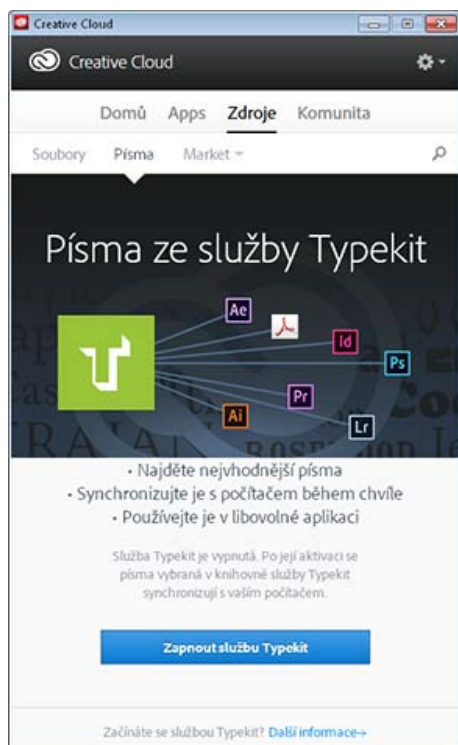 Creative Cloud
Creative Cloud
Domů Apps Zdroje Komunita
Soubory Písma Market
Písma ze služby Typekit
Ae
Id
Ps
Pr
Ai
Lr
• Najděte nejvhodnější písma
• Synchronizujte je s počítačem během chvíle
• Používejte je v libovolné aplikaci
Služba Typekit je vypnutá. Po její aktivaci se
písma vybraná v knihovně služby Typekit
synchronizují s vaším počítačem.
Zapnout službu Typekit
Začínáte se službou Typekit? Další informace→